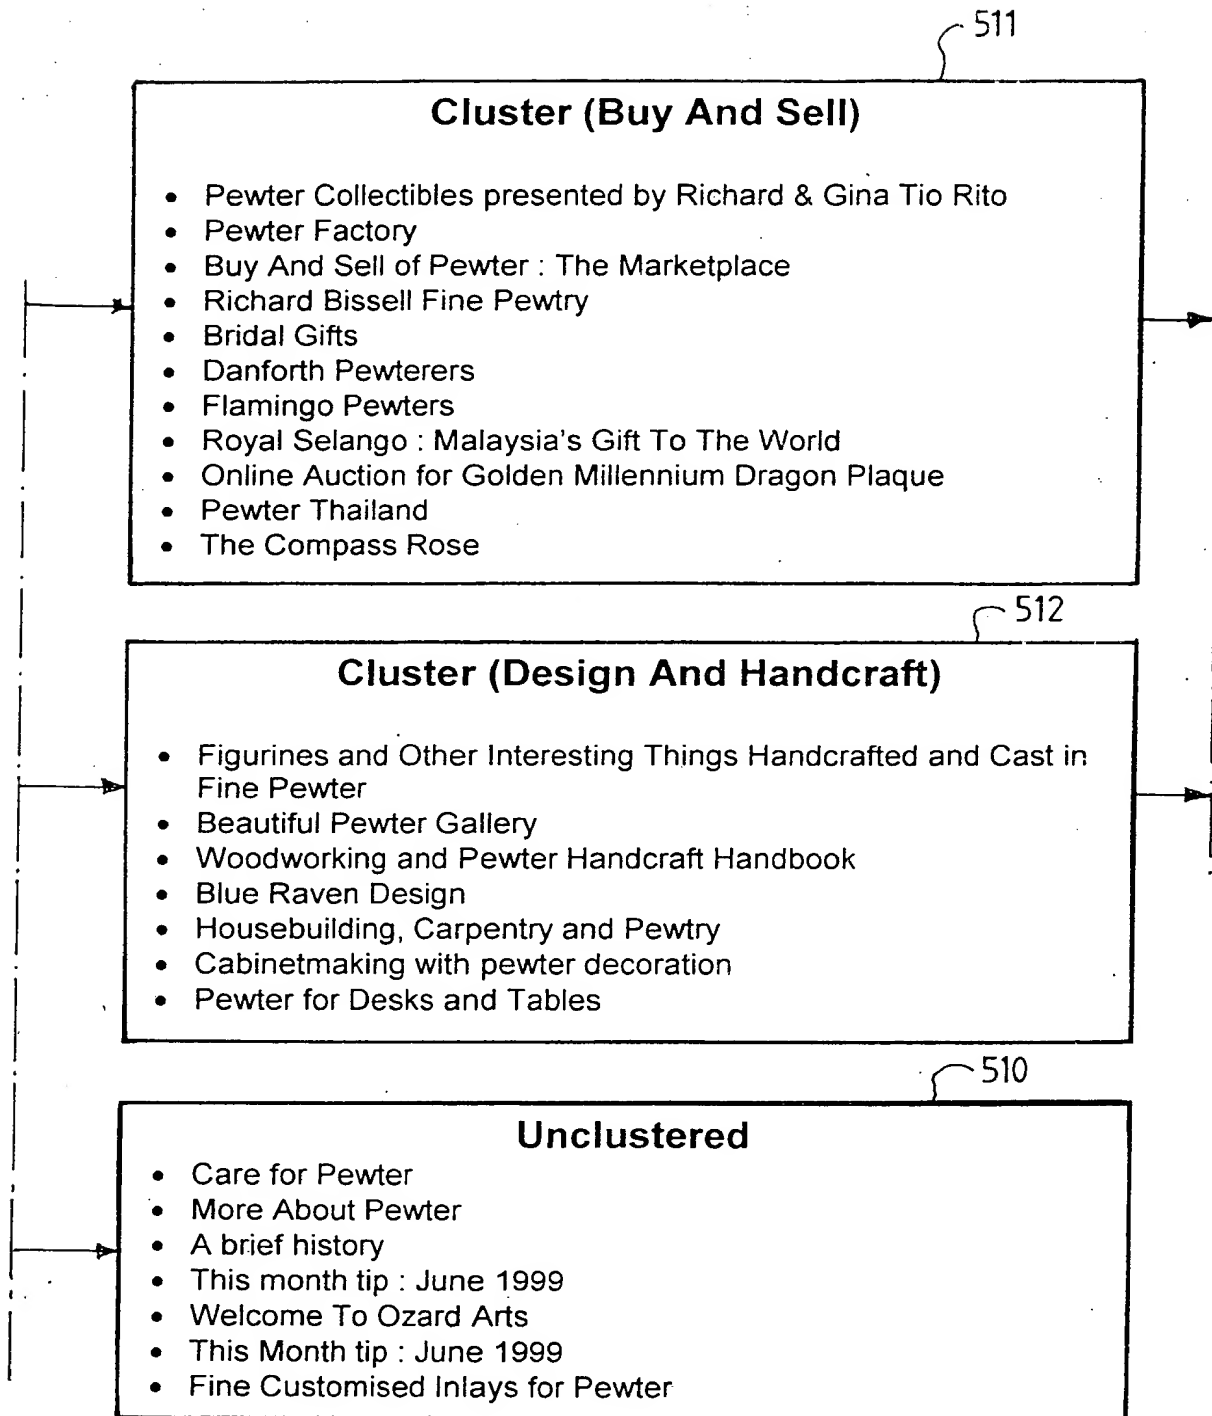 511
Cluster (Buy And Sell)
• Pewter Collectibles presented by Richard & Gina Tio Rito
• Pewter Factory
• Buy And Sell of Pewter : The Marketplace
• Richard Bissell Fine Pewtry
• Bridal Gifts
• Danforth Pewterers
• Flamingo Pewters
• Royal Selango : Malaysia's Gift To The World
• Online Auction for Golden Millennium Dragon Plaque
• Pewter Thailand
• The Compass Rose
512
Cluster (Design And Handcraft)
• Figurines and Other Interesting Things Handcrafted and Cast in
Fine Pewter
• Beautiful Pewter Gallery
• Woodworking and Pewter Handcraft Handbook
• Blue Raven Design
• Housebuilding, Carpentry and Pewtry
• Cabinetmaking with pewter decoration
• Pewter for Desks and Tables
510
Unclustered
• Care for Pewter
• More About Pewter
• A brief history
• This month tip : June 1999
• Welcome To Ozard Arts
• This Month tip : June 1999
• Fine Customised Inlays for Pewter